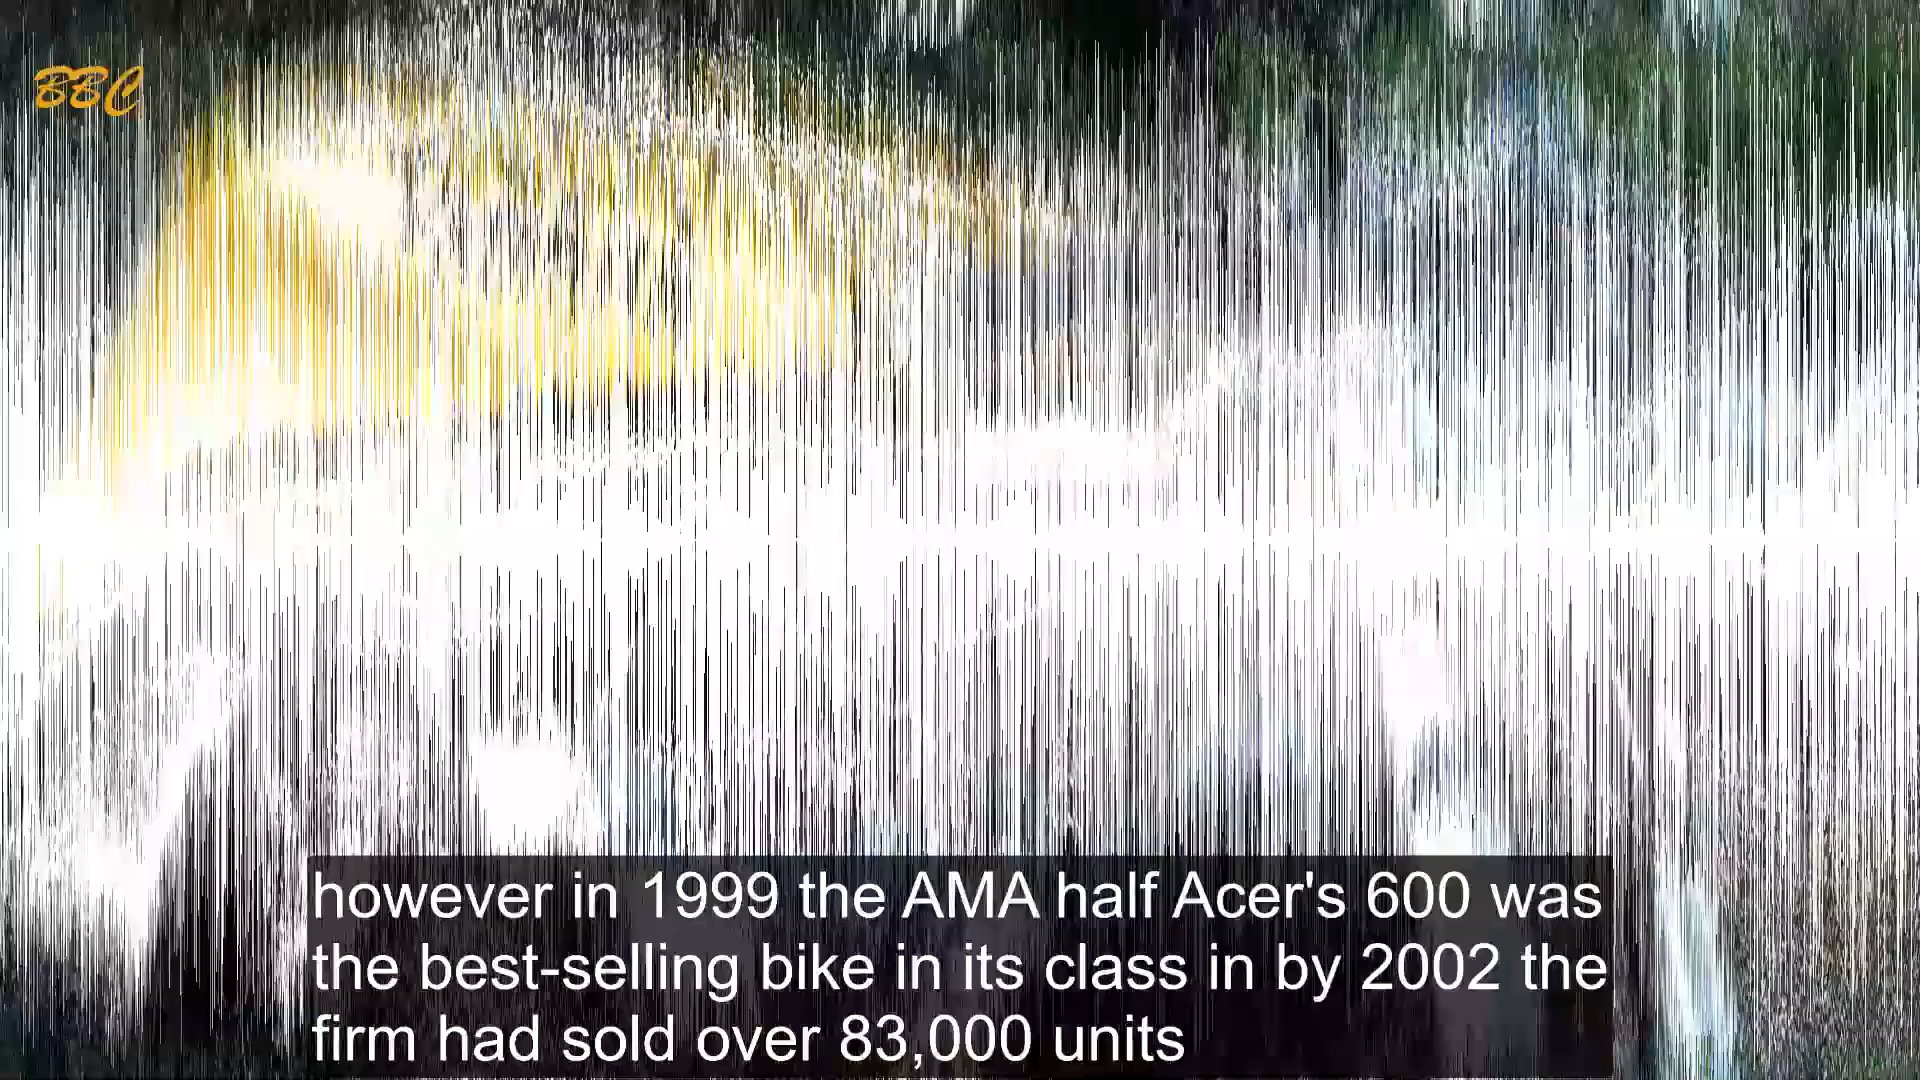 BBC
however in 1999 the AMA half Acer's 600 was
the best-selling bike in its class in by 2002 the
firm had sold over 83,000 units